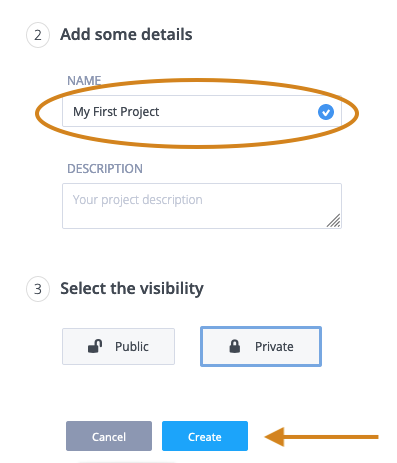 2 Add some details
NAME
My First Project
DESCRIPTION
Your project description
3 Select the visibility
Public Private
Cancel Create